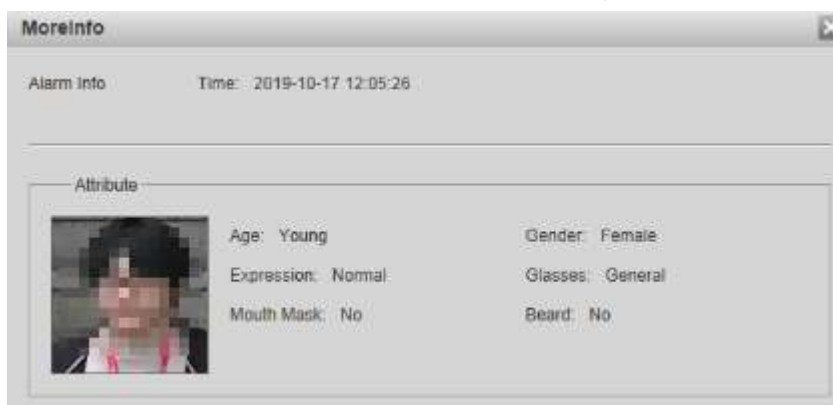 MoreInfo
Alarm Info Time: 2019-10-17 12:05:26
Attribute
Age: Young Gender: Female
Expression: Normal Glasses: General
Mouth Mask: No Beard: No